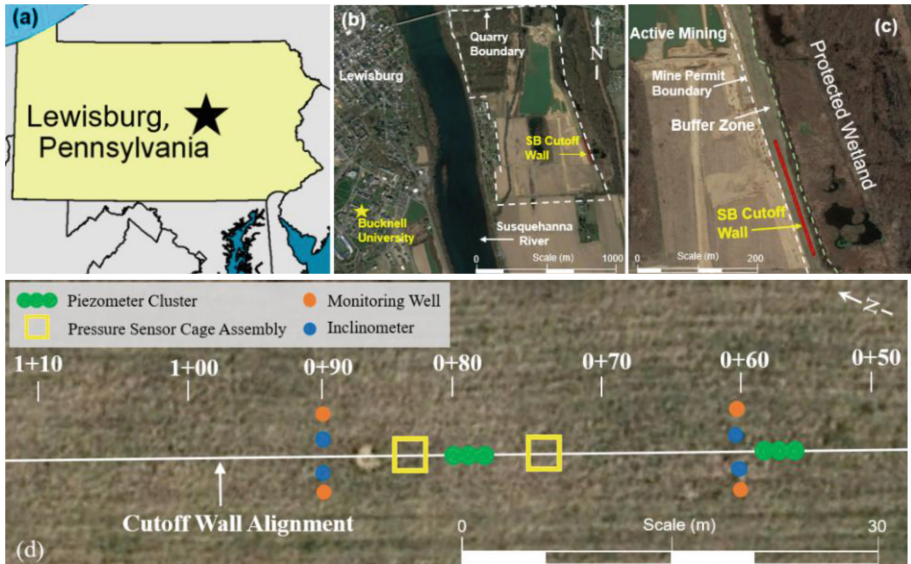 (a)
Lewisburg,
Pennsylvania
(b)
Quarry
Boundary
N
Lewisburg
SB Cutoff
Wall
Bucknell
University
Susquehanna
River
Scale (m)
0
1000
(c)
Active Mining
Mine Permit
Boundary
Buffer Zone
Protected Wetland
SB Cutoff
Wall
Scale (m)
0
200
Piezometer Cluster
Monitoring Well
Pressure Sensor Cage Assembly
Inclinometer
N
1+10
1+00
0+90
0+80
0+70
0+60
0+50
Cutoff Wall Alignment
Scale (m)
0
30
(d)